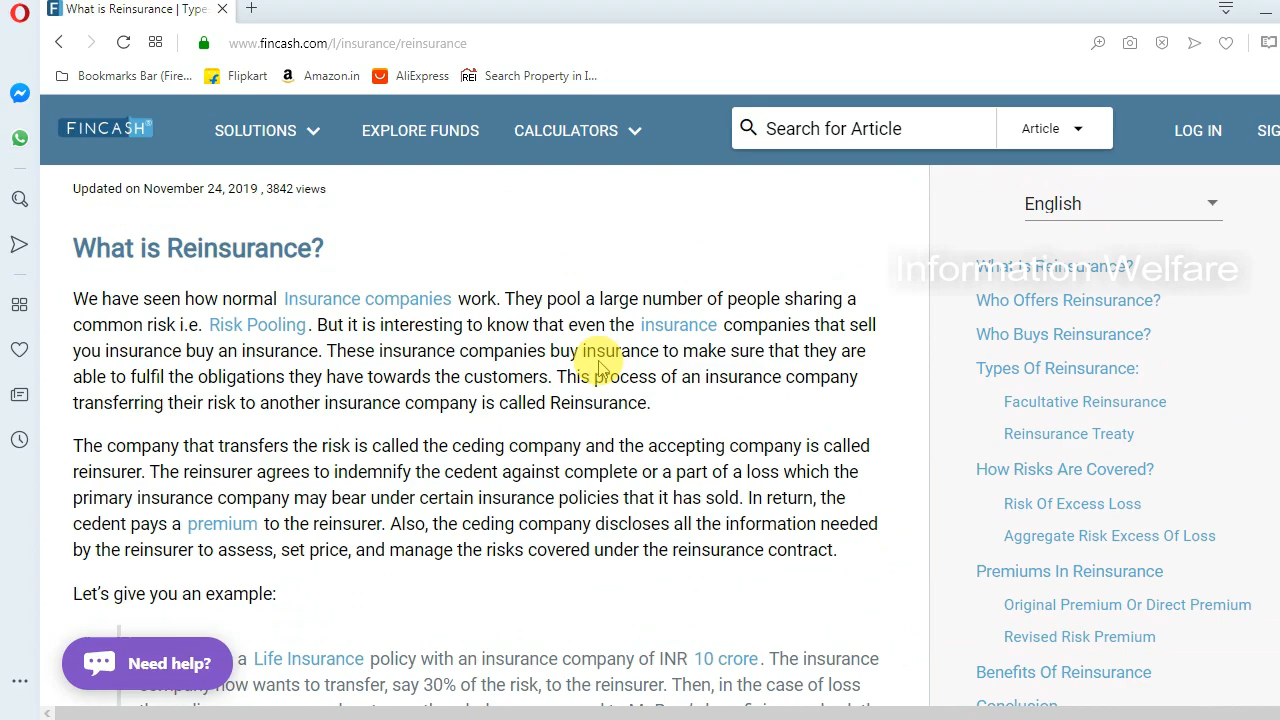 What is Reinsurance? | Type
www.fincash.com/l/insurance/reinsurance
Bookmarks Bar (Fire... Flipkart Amazon.in AliExpress Search Property in I...
FINCASH SOLUTIONS EXPLORE FUNDS CALCULATORS Search for Article Article LOG IN SIG
Updated on November 24, 2019 , 3842 views
What is Reinsurance?
We have seen how normal Insurance companies work. They pool a large number of people sharing a
common risk i.e. Risk Pooling. But it is interesting to know that even the insurance companies that sell
you insurance buy an insurance. These insurance companies buy insurance to make sure that they are
able to fulfil the obligations they have towards the customers. This process of an insurance company
transferring their risk to another insurance company is called Reinsurance.
The company that transfers the risk is called the ceding company and the accepting company is called
reinsurer. The reinsurer agrees to indemnify the cedent against complete or a part of a loss which the
primary insurance company may bear under certain insurance policies that it has sold. In return, the
cedent pays a premium to the reinsurer. Also, the ceding company discloses all the information needed
by the reinsurer to assess, set price, and manage the risks covered under the reinsurance contract.
Let's give you an example:
a Life Insurance policy with an insurance company of INR 10 crore. The insurance
company now wants to transfer, say 30% of the risk, to the reinsurer. Then, in the case of loss
Need help?
English
Information Welfare
What Is Reinsurance?
Who Offers Reinsurance?
Who Buys Reinsurance?
Types Of Reinsurance:
Facultative Reinsurance
Reinsurance Treaty
How Risks Are Covered?
Risk Of Excess Loss
Aggregate Risk Excess Of Loss
Premiums In Reinsurance
Original Premium Or Direct Premium
Revised Risk Premium
Benefits Of Reinsurance
Conclusion